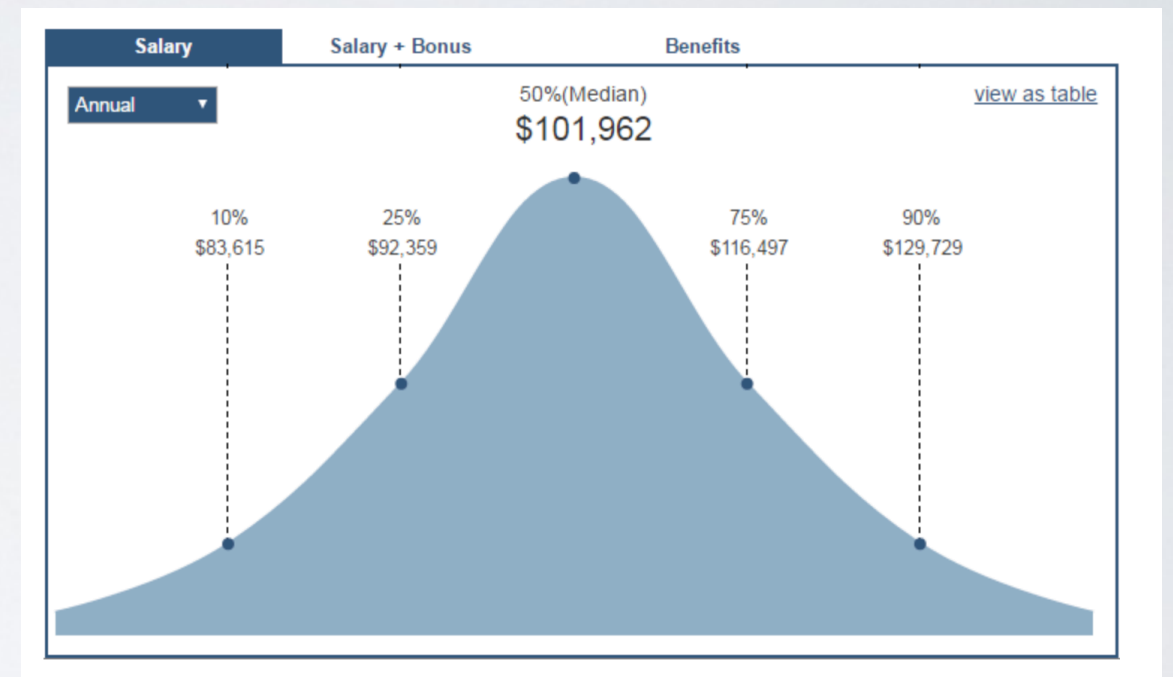 Salary Salary + Bonus Benefits
Annual
50%(Median)
$101,962
view as table
10%
$83,615
25%
$92,359
75%
$116,497
90%
$129,729